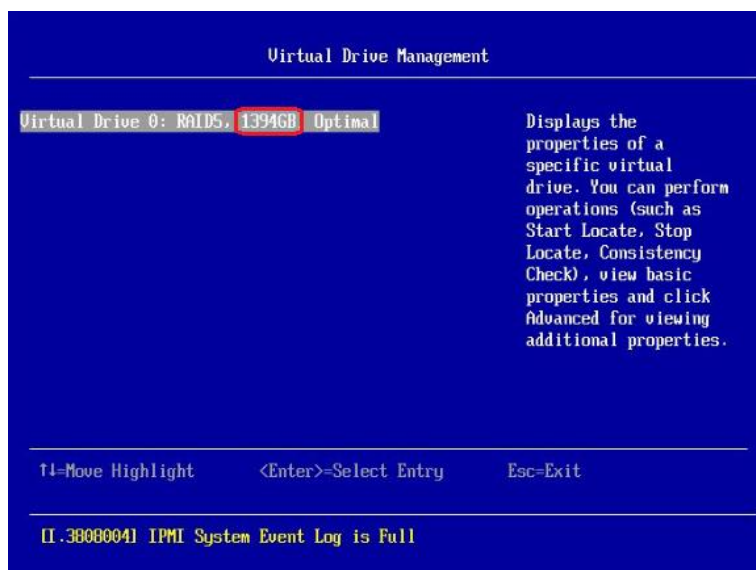 Virtual Drive Management
Virtual Drive 0: RAID5, 1394GB, Optimal
Displays the
properties of a
specific virtual
drive. You can perform
operations (such as
Start Locate, Stop
Locate, Consistency
Check), view basic
properties and click
Advanced for viewing
additional properties.
↑↓=Move Highlight <Enter>=Select Entry Esc=Exit
[I.3808004] IPMI System Event Log is Full